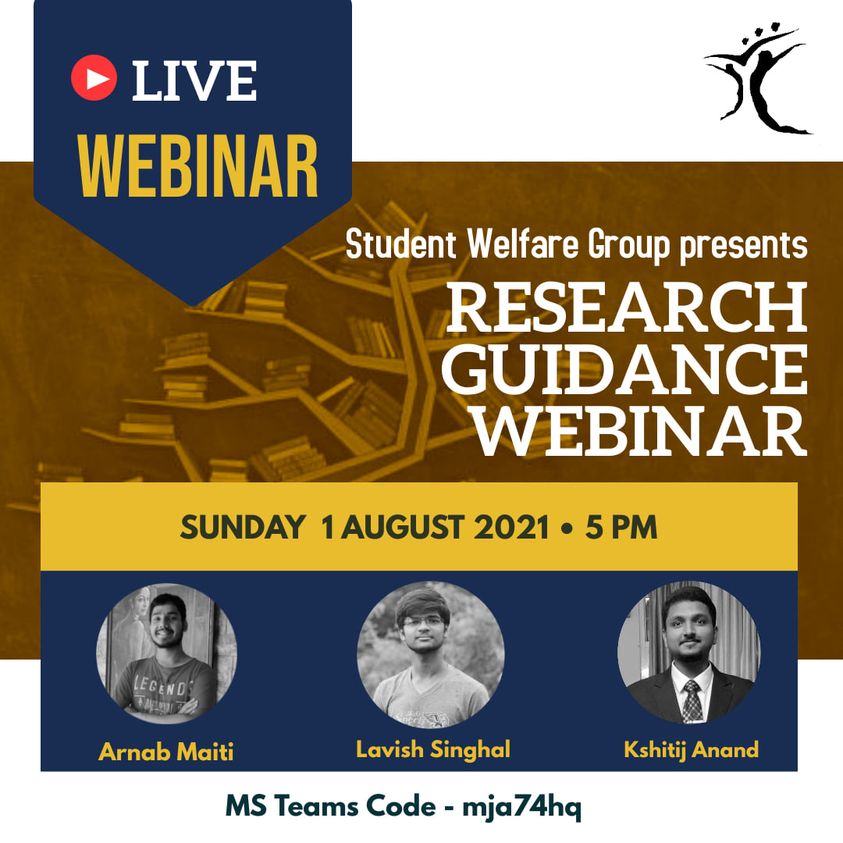 LIVE
WEBINAR
Student Welfare Group presents
RESEARCH
GUIDANCE
WEBINAR
SUNDAY 1 AUGUST 2021 • 5 PM
LEGENDS
Arnab Maiti
Lavish Singhal
Kshitij Anand
MS Teams Code - mja74hq